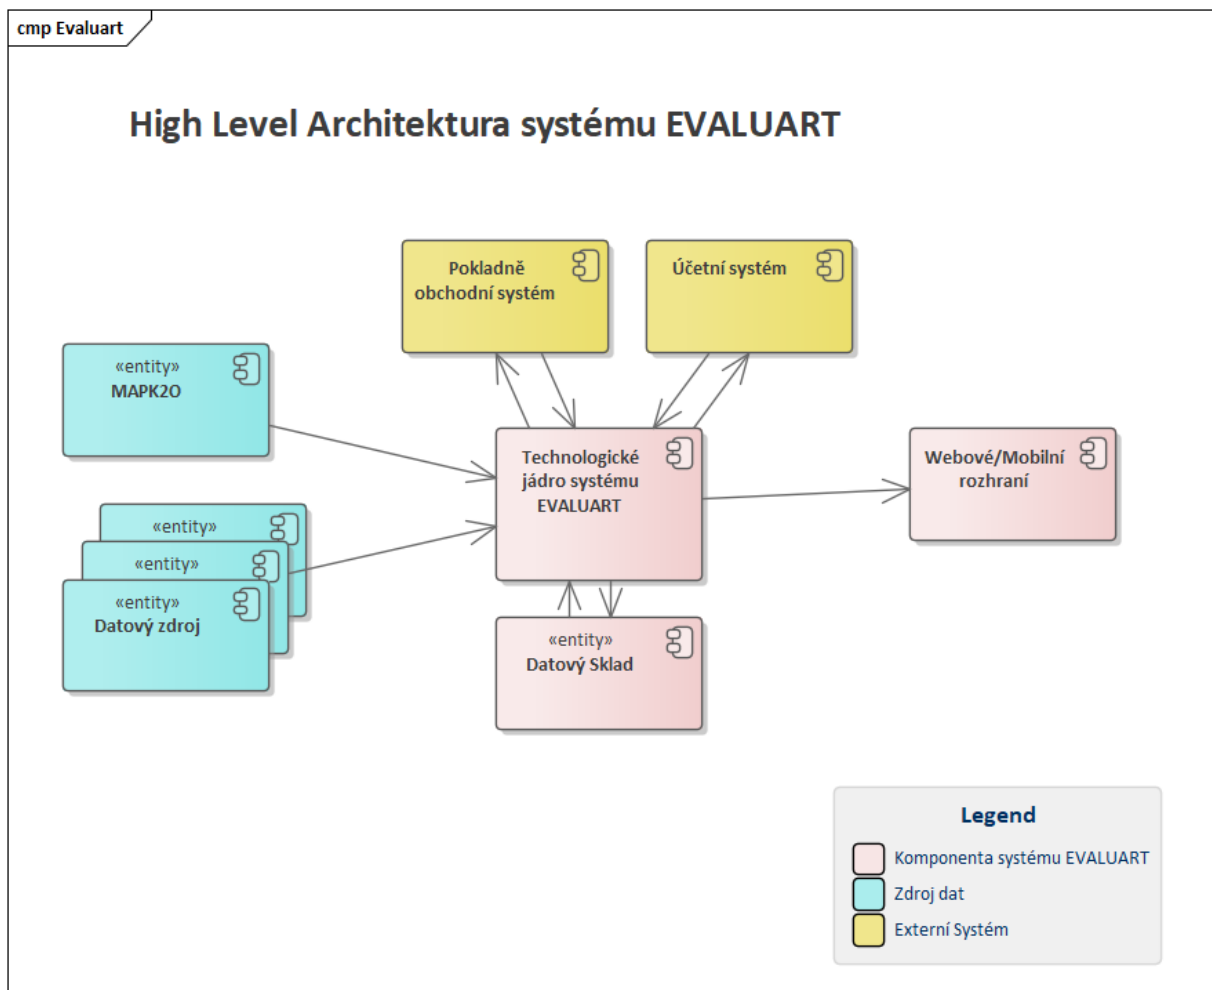 cmp Evaluart
High Level Architektura systému EVALUART
Pokladně
obchodní systém
Účetní systém
«entity»
MAPK2O
Technologické
jádro systému
EVALUART
Webové/Mobilní
rozhraní
«entity»
«entity»
«entity»
Datový zdroj
«entity»
Datový Sklad
Legend
Komponenta systému EVALUART
Zdroj dat
Externí Systém